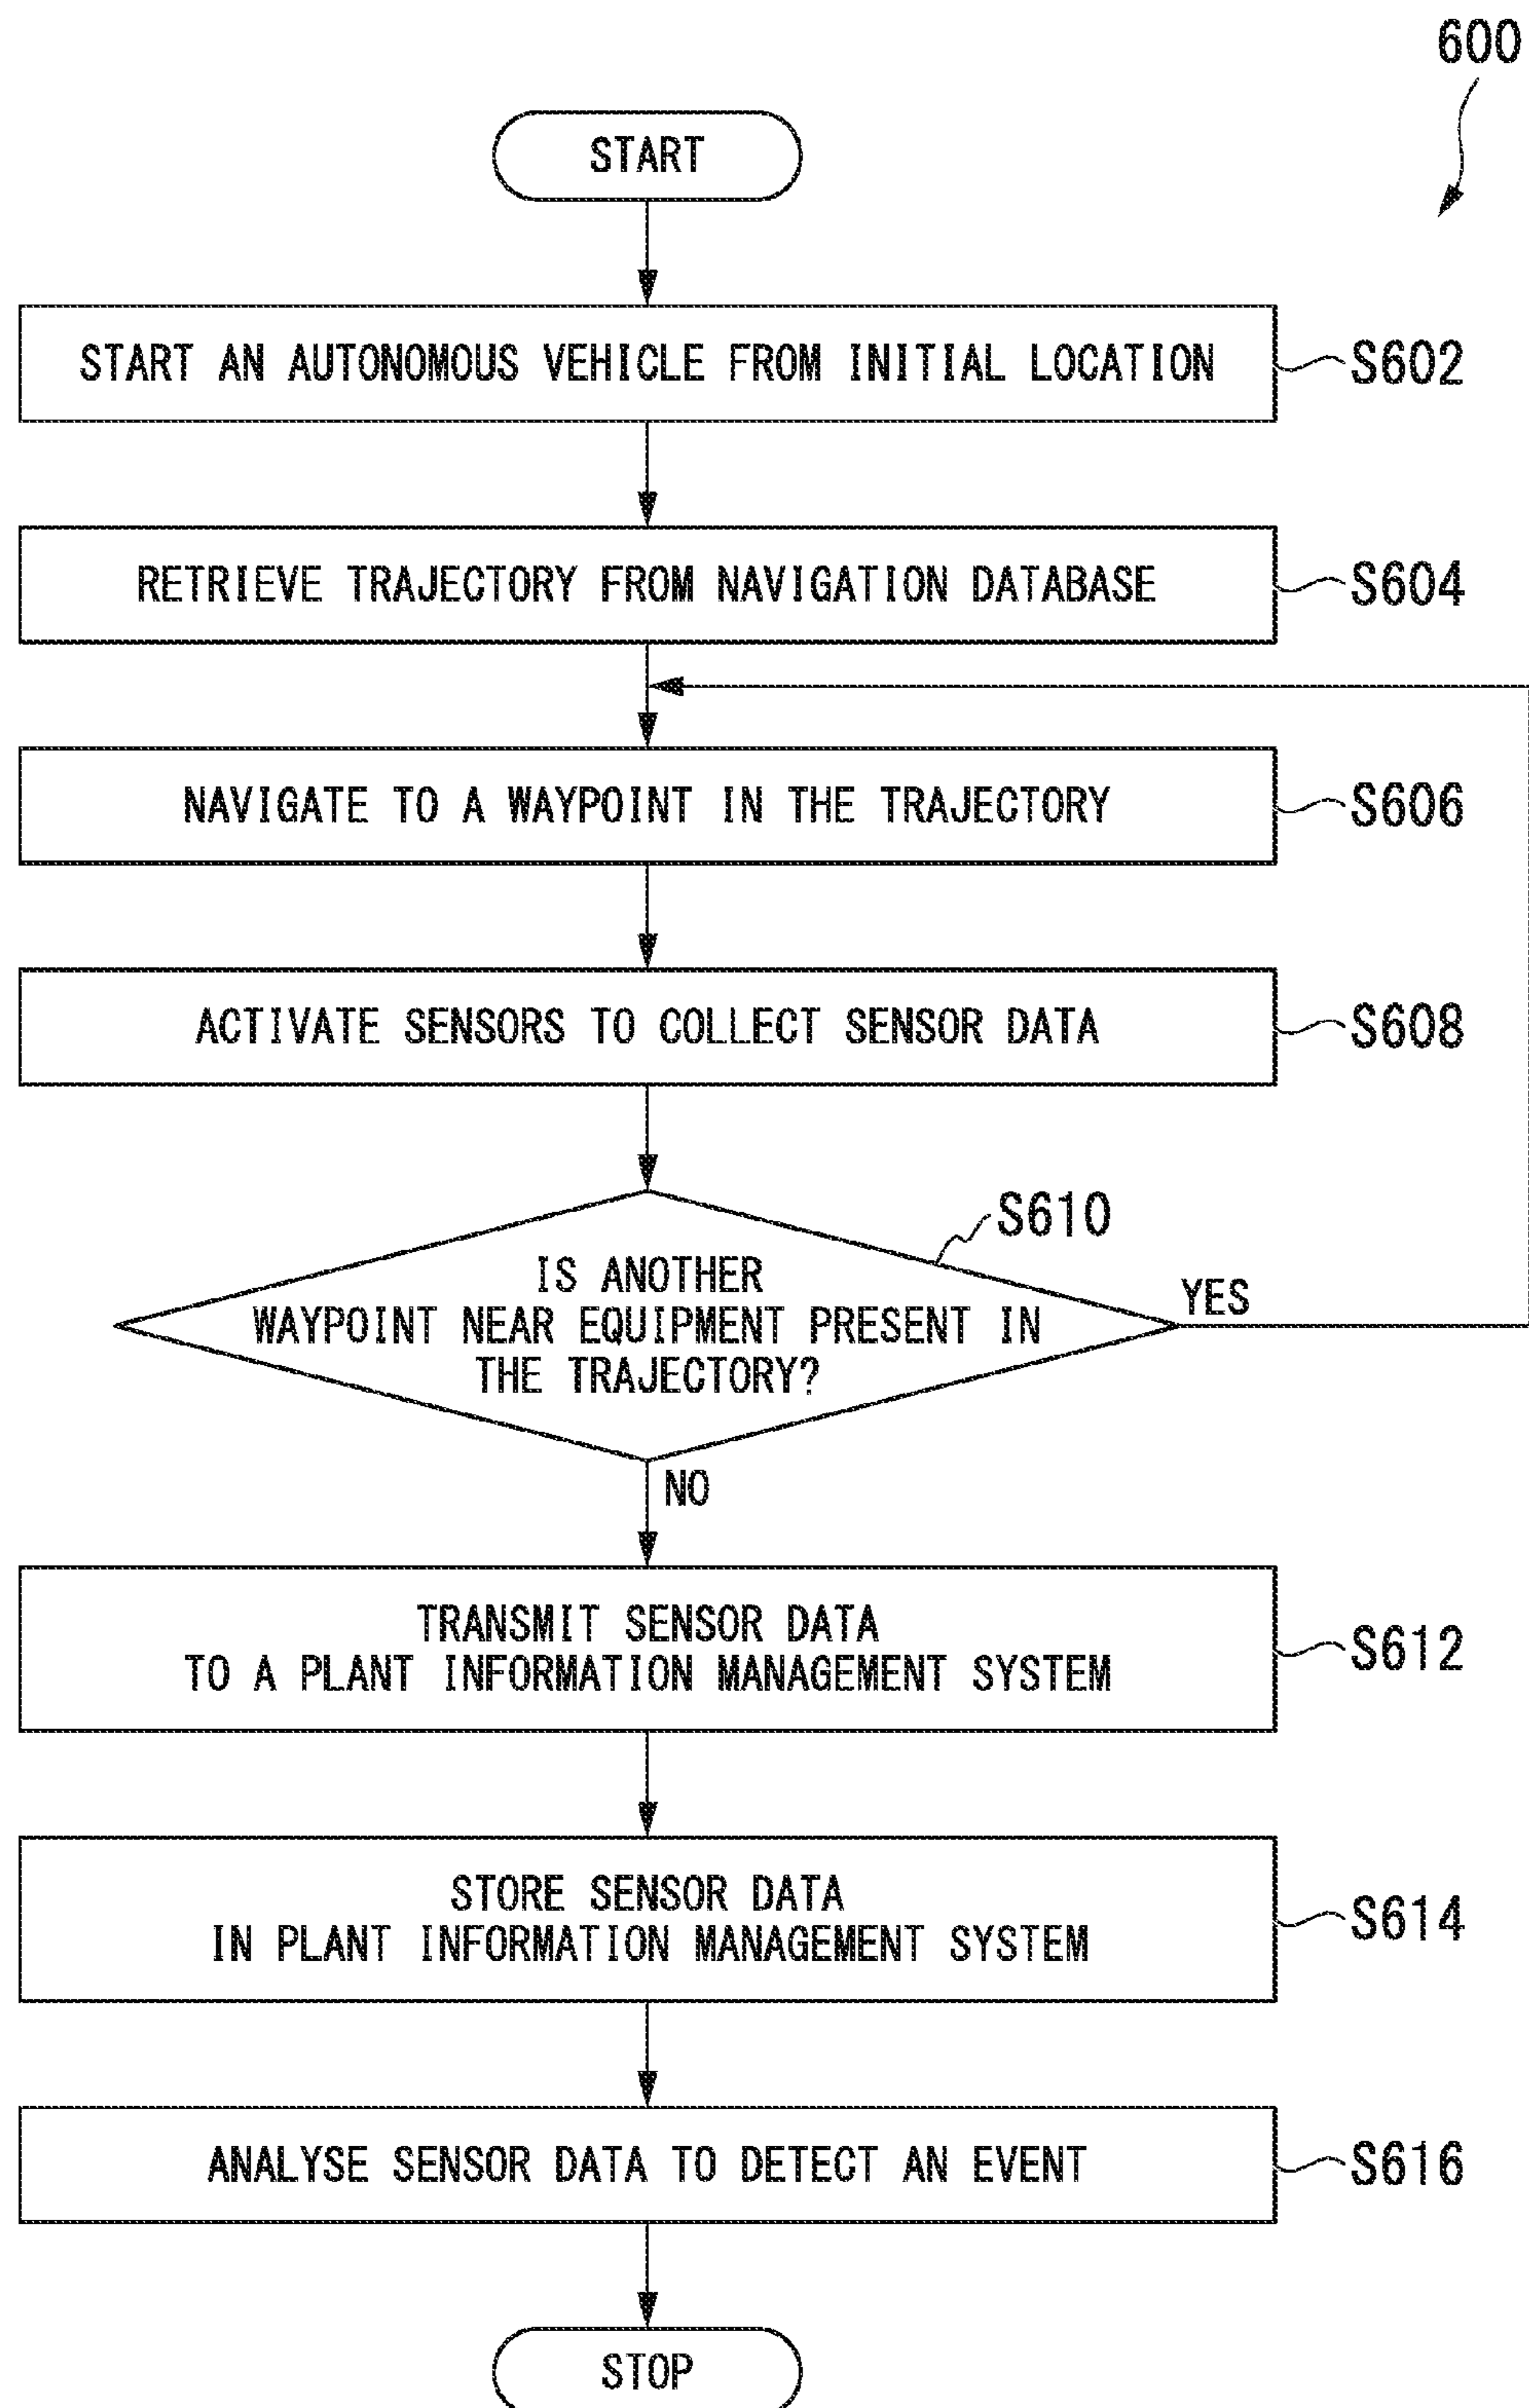 600
START
START AN AUTONOMOUS VEHICLE FROM INITIAL LOCATION
S602
RETRIEVE TRAJECTORY FROM NAVIGATION DATABASE
S604
NAVIGATE TO A WAYPOINT IN THE TRAJECTORY
S606
ACTIVATE SENSORS TO COLLECT SENSOR DATA
S608
S610
IS ANOTHER
WAYPOINT NEAR EQUIPMENT PRESENT IN
THE TRAJECTORY?
YES
NO
TRANSMIT SENSOR DATA
TO A PLANT INFORMATION MANAGEMENT SYSTEM
S612
STORE SENSOR DATA
IN PLANT INFORMATION MANAGEMENT SYSTEM
S614
ANALYSE SENSOR DATA TO DETECT AN EVENT
S616
STOP